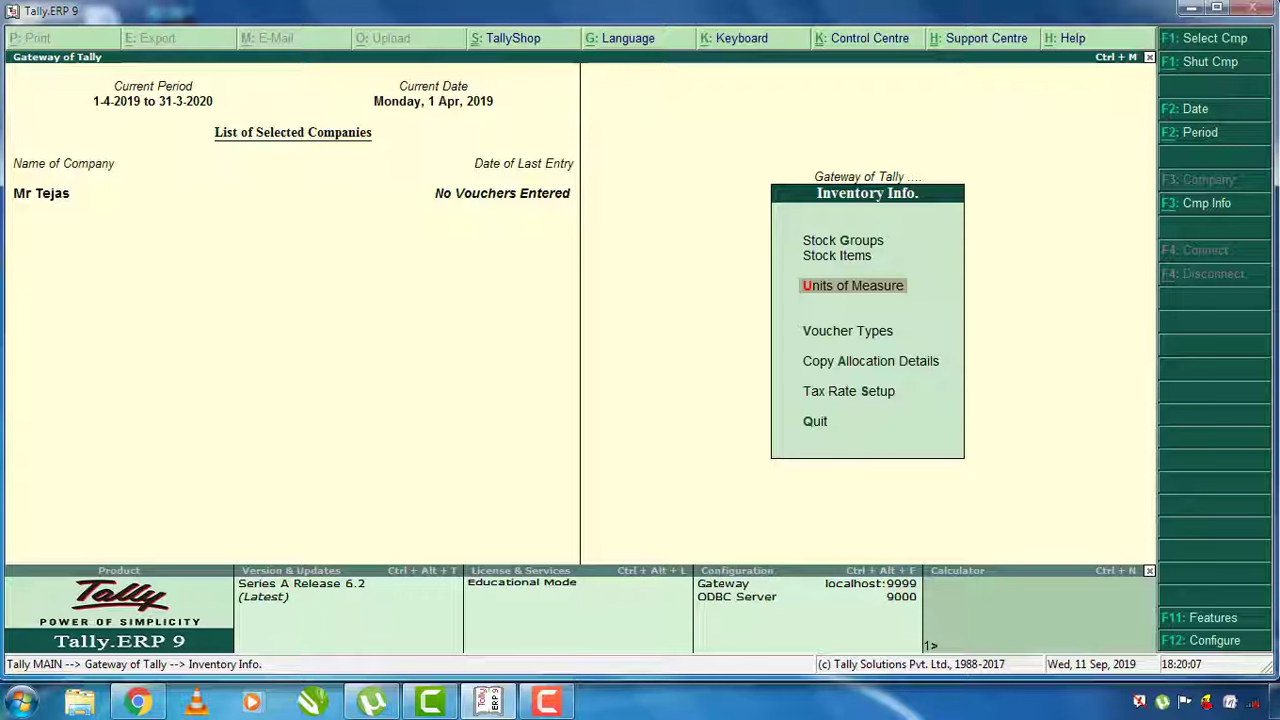 Tally.ERP 9
P: Print
E: Export
M: E-Mail
O: Upload
S: TallyShop
G: Language
K: Keyboard
K: Control Centre
H: Support Centre
H: Help
Gateway of Tally
Ctrl + M
Current Period
1-4-2019 to 31-3-2020
Current Date
Monday, 1 Apr, 2019
List of Selected Companies
Name of Company
Date of Last Entry
Mr Tejas
No Vouchers Entered
Gateway of Tally ....
Inventory Info.
Stock Groups
Stock Items
Units of Measure
Voucher Types
Copy Allocation Details
Tax Rate Setup
Quit
F1: Select Cmp
F1: Shut Cmp
F2: Date
F2: Period
F3: Company
F3: Cmp Info
F4: Connect
F4: Disconnect
F11: Features
F12: Configure
Product
Tally
POWER OF SIMPLICITY
Tally.ERP 9
Version & Updates Ctrl + Alt + T
Series A Release 6.2
(Latest)
License & Services Ctrl + Alt + L
Educational Mode
Configuration Ctrl + Alt + F
Gateway localhost:9999
ODBC Server 9000
Calculator Ctrl + N
1>
Tally MAIN --> Gateway of Tally --> Inventory Info.
(c) Tally Solutions Pvt. Ltd., 1988-2017
Wed, 11 Sep, 2019
18:20:07